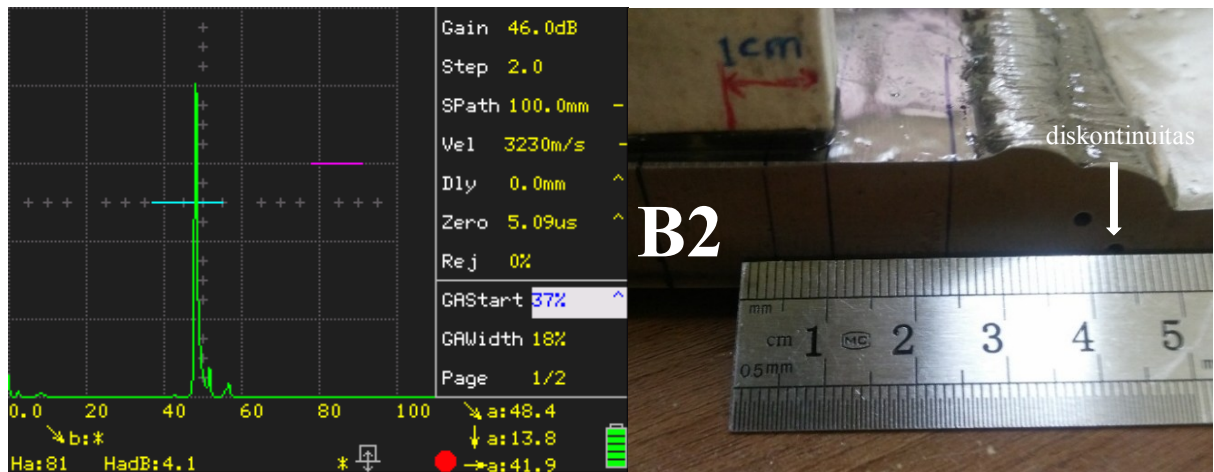 Gain 46.0dB
Step 2.0
SPath 100.0mm -
Vel 3230m/s -
Dly 0.0mm ^
Zero 5.09us ^
Rej 0%
GAStart 37% ^
GAWidth 18%
Page 1/2
0.0 20 40 60 80 100
↘a:48.4
↘b:*
↓a:13.8
Ha:81 HadB:4.1 * →a:41.9
1cm
diskontinuitas
B2
mm
cm 1 MC 2 3 4 5
0.5mm